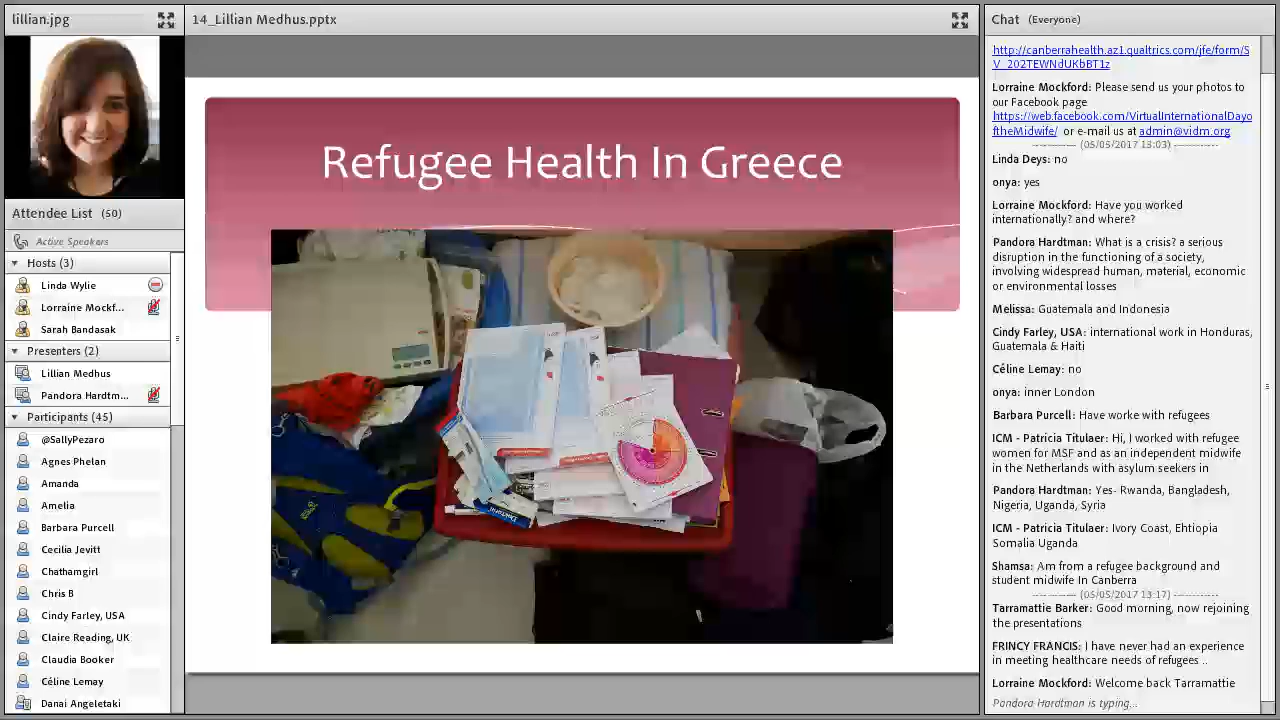 lillian.jpg
Attendee List (50)
Active Speakers
Hosts (3)
Linda Wylie
Lorraine Mockf...
Sarah Bandasak
Presenters (2)
Lillian Medhus
Pandora Hardtm...
Participants (45)
@SallyPezaro
Agnes Phelan
Amanda
Amelia
Barbara Purcell
Cecilia Jevitt
Chathamgirl
Chris B
Cindy Farley, USA
Claire Reading, UK
Claudia Booker
Céline Lemay
Danai Angeletaki
14_Lillian Medhus.pptx
Refugee Health In Greece
Chat (Everyone)
http://canberrahealth.az1.qualtrics.com/jfe/form/S
V_202TEWNdUKbBT1z
Lorraine Mockford: Please send us your photos to
our Facebook page
https://web.facebook.com/VirtualInternationalDayo
ftheMidwife/ or e-mail us at admin@vidm.org
------------ (05/05/2017 13:03) ------------
Linda Deys: no
onya: yes
Lorraine Mockford: Have you worked
internationally? and where?
Pandora Hardtman: What is a crisis? a serious
disruption in the functioning of a society,
involving widespread human, material, economic
or environmental losses
Melissa: Guatemala and Indonesia
Cindy Farley, USA: international work in Honduras,
Guatemala & Haiti
Céline Lemay: no
onya: inner London
Barbara Purcell: Have worke with refugees
ICM - Patricia Titulaer: Hi, I worked with refugee
women for MSF and as an independent midwife
in the Netherlands with asylum seekers in
Pandora Hardtman: Yes- Rwanda, Bangladesh,
Nigeria, Uganda, Syria
ICM - Patricia Titulaer: Ivory Coast, Ehtiopia
Somalia Uganda
Shamsa: Am from a refugee background and
student midwife In Canberra
------------ (05/05/2017 13:17) ------------
Tarramattie Barker: Good morning, now rejoining
the presentations
FRINCY FRANCIS: I have never had an experience
in meeting healthcare needs of refugees ..
Lorraine Mockford: Welcome back Tarramattie
Pandora Hardtman is typing...